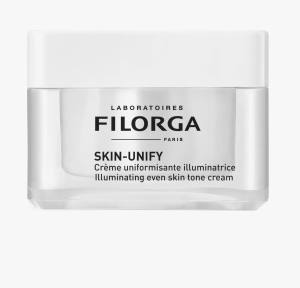 LABORATOIRES
FILORGA
PARIS
SKIN-UNIFY
Crème uniformisante illuminatrice
Illuminating even skin tone cream